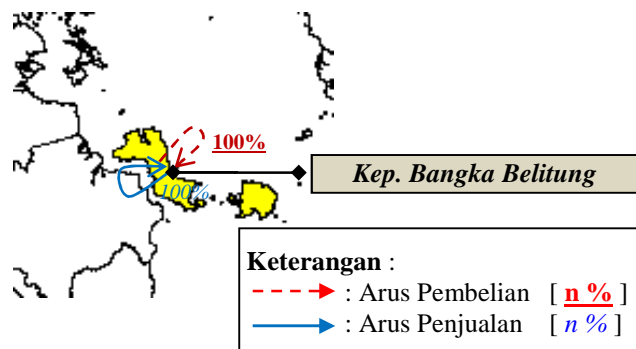 100%
Kep. Bangka Belitung
100%
Keterangan :
: Arus Pembelian [ n % ]
: Arus Penjualan [ n % ]